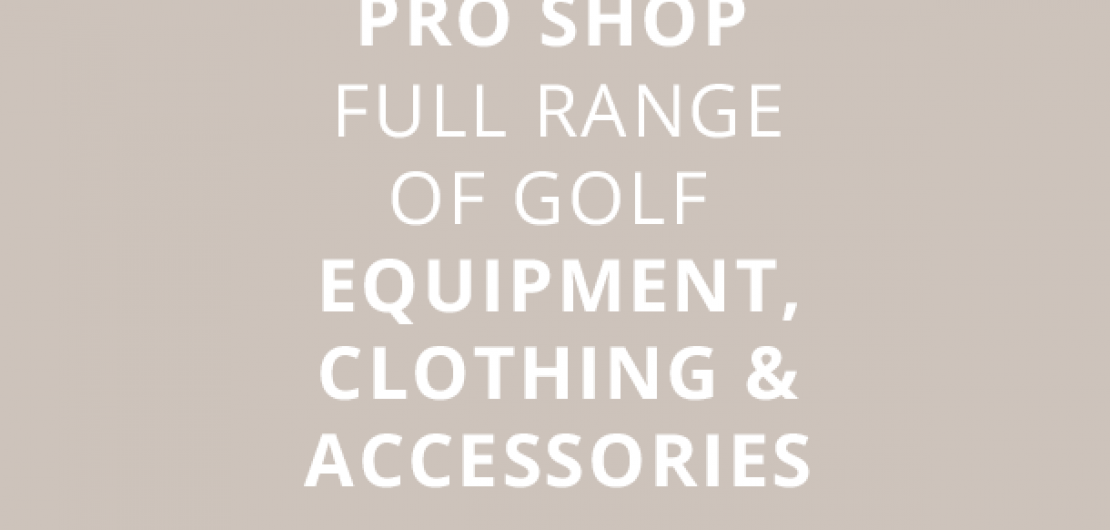 PRO SHOP
FULL RANGE
OF GOLF
EQUIPMENT,
CLOTHING &
ACCESSORIES